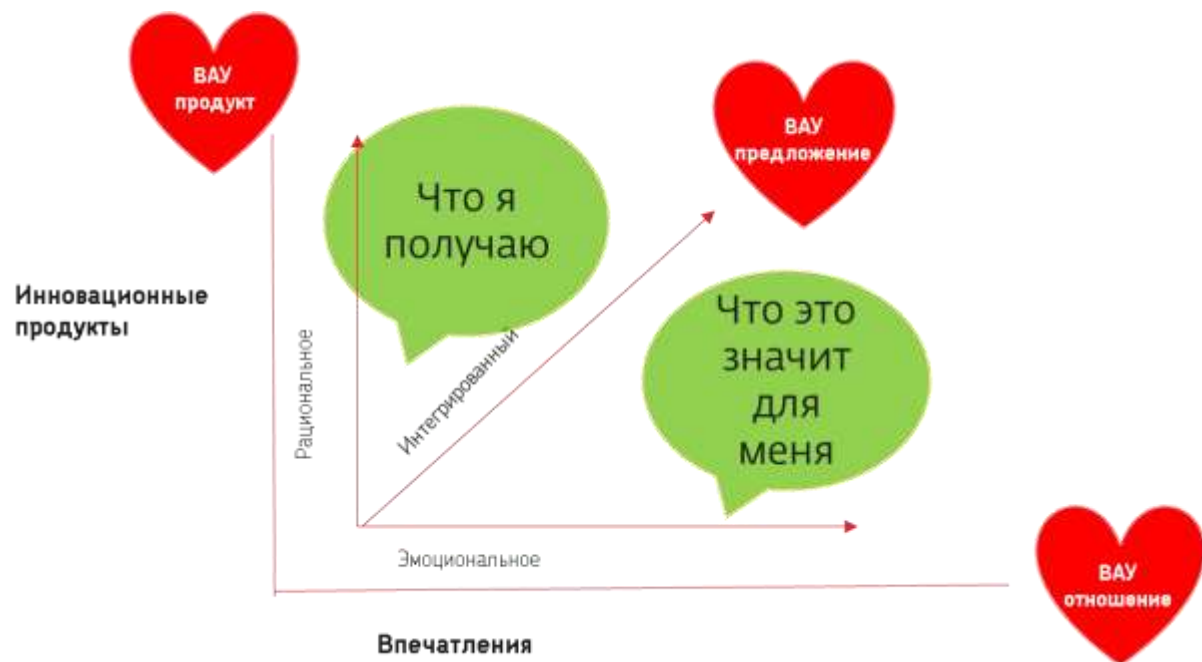 ВАУ
продукт
ВАУ
предложение
Что я
получаю
Инновационные
продукты
Рациональное
Интегрированный
Что это
значит
для
меня
Эмоциональное
ВАУ
отношение
Впечатления